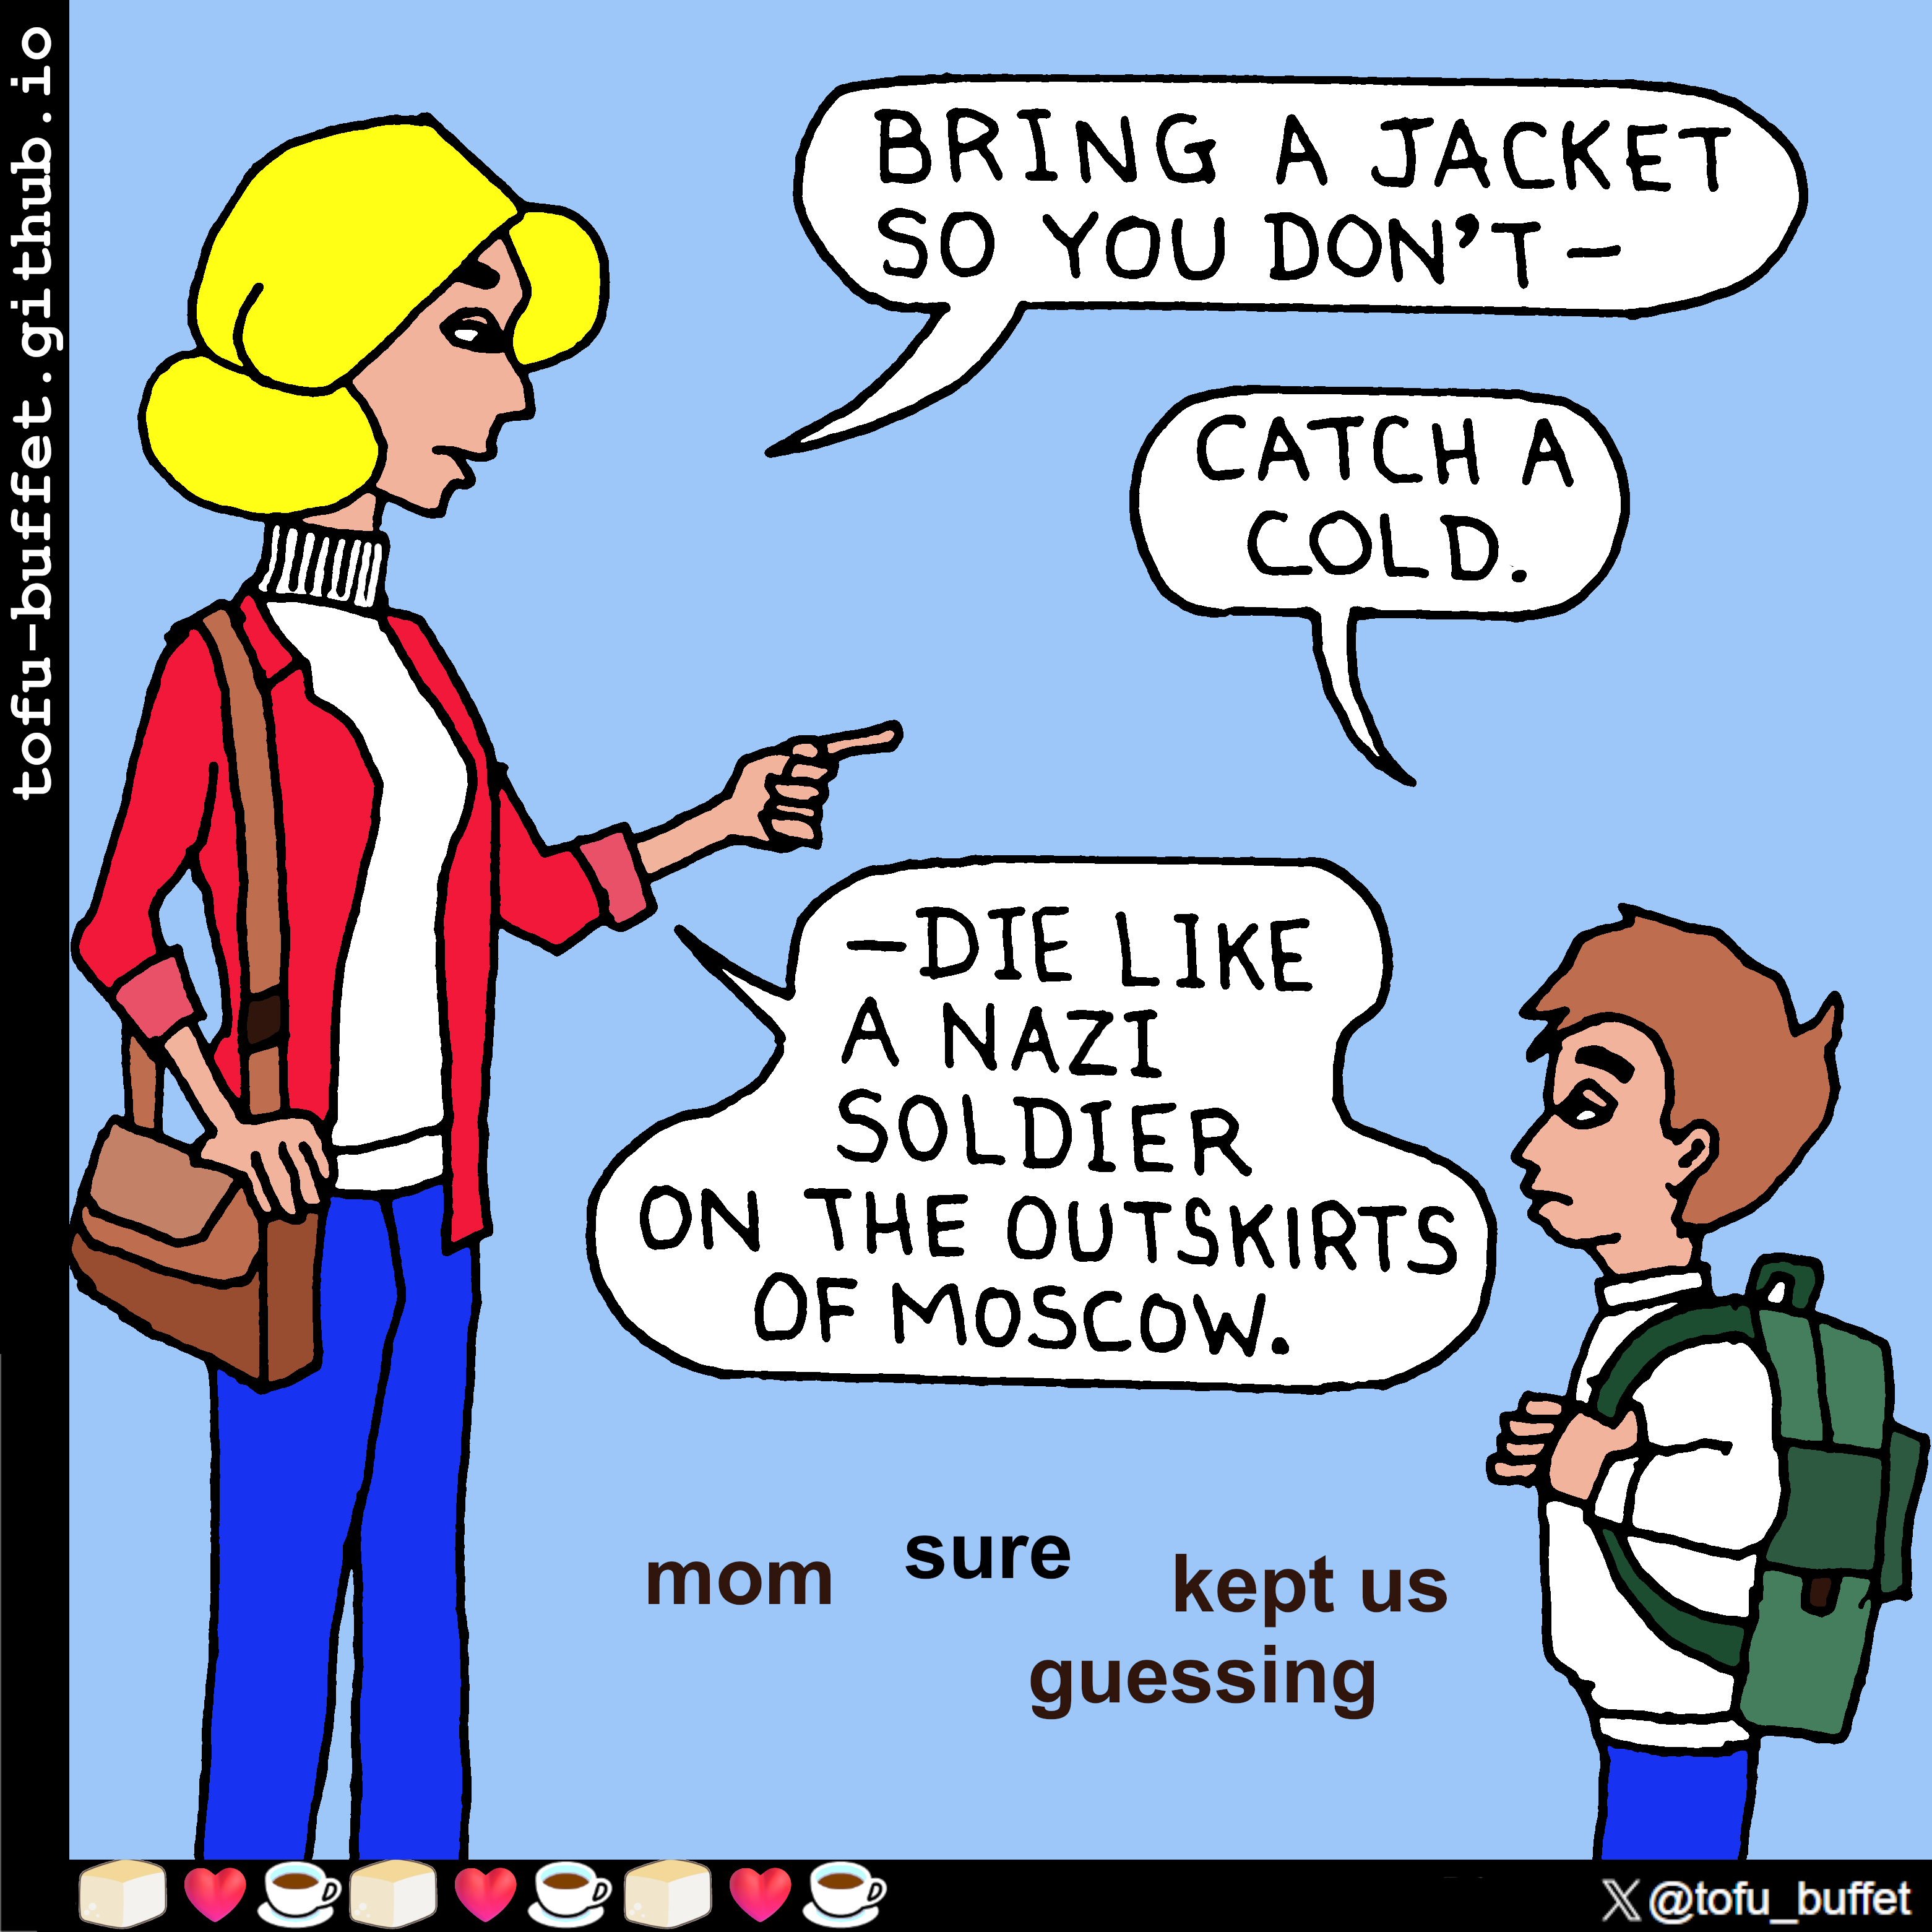 tofu-buffet.github.io
BRING A JACKET
SO YOU DON'T —
CATCH A
COLD.
—DIE LIKE
A NAZI
SOLDIER
ON THE OUTSKIRTS
OF MOSCOW.
mom sure kept us
guessing
𝕏 @tofu_buffet